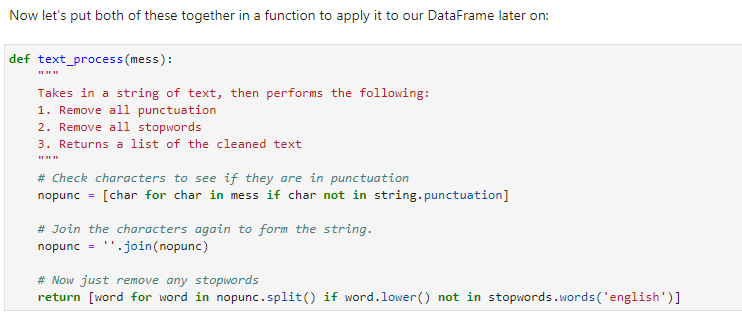 Now let's put both of these together in a function to apply it to our DataFrame later on:
def text_process(mess):
    """
    Takes in a string of text, then performs the following:
    1. Remove all punctuation
    2. Remove all stopwords
    3. Returns a list of the cleaned text
    """
    # Check characters to see if they are in punctuation
    nopunc = [char for char in mess if char not in string.punctuation]

    # Join the characters again to form the string.
    nopunc = ''.join(nopunc)

    # Now just remove any stopwords
    return [word for word in nopunc.split() if word.lower() not in stopwords.words('english')]